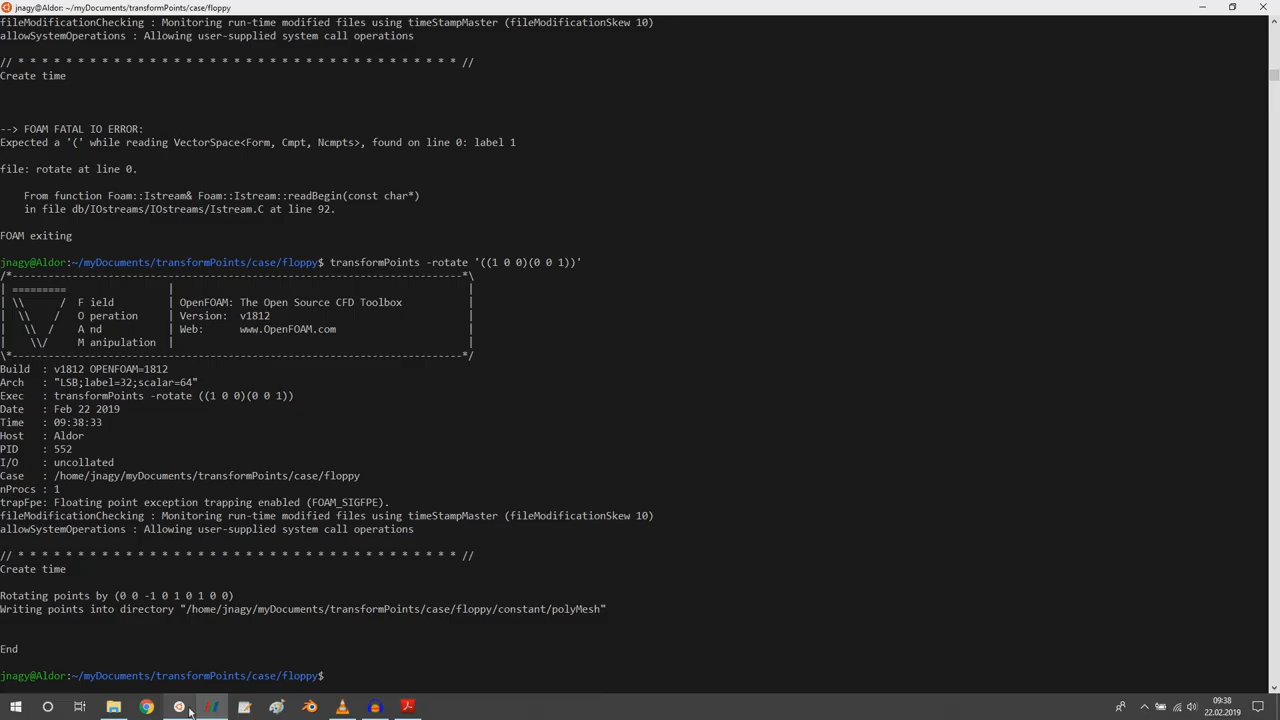 jnagy@Aldor: ~/myDocuments/transformPoints/case/floppy
fileModificationChecking : Monitoring run-time modified files using timeStampMaster (fileModificationSkew 10)
allowSystemOperations : Allowing user-supplied system call operations
// * * * * * * * * * * * * * * * * * * * * * * * * * * * * * * * * * * * * * //
Create time
--> FOAM FATAL IO ERROR:
Expected a '(' while reading VectorSpace<Form, Cmpt, Ncmpts>, found on line 0: label 1
file: rotate at line 0.
From function Foam::Istream& Foam::Istream::readBegin(const char*)
in file db/IOstreams/IOstreams/Istream.C at line 92.
FOAM exiting
jnagy@Aldor:~/myDocuments/transformPoints/case/floppy$ transformPoints -rotate '((1 0 0)(0 0 1))'
/*---------------------------------------------------------------------------*\
| =========                 |                                                 |
| \\      /  F ield         | OpenFOAM: The Open Source CFD Toolbox           |
|  \\    /   O peration     | Version:  v1812                                 |
|   \\  /    A nd           | Web:      www.OpenFOAM.com                      |
|    \\/     M anipulation  |                                                 |
\*---------------------------------------------------------------------------*/
Build  : v1812 OPENFOAM=1812
Arch   : "LSB;label=32;scalar=64"
Exec   : transformPoints -rotate ((1 0 0)(0 0 1))
Date   : Feb 22 2019
Time   : 09:38:33
Host   : Aldor
PID    : 552
I/O    : uncollated
Case   : /home/jnagy/myDocuments/transformPoints/case/floppy
nProcs : 1
trapFpe: Floating point exception trapping enabled (FOAM_SIGFPE).
fileModificationChecking : Monitoring run-time modified files using timeStampMaster (fileModificationSkew 10)
allowSystemOperations : Allowing user-supplied system call operations
// * * * * * * * * * * * * * * * * * * * * * * * * * * * * * * * * * * * * * //
Create time
Rotating points by (0 0 -1 0 1 0 1 0 0)
Writing points into directory "/home/jnagy/myDocuments/transformPoints/case/floppy/constant/polyMesh"
End
jnagy@Aldor:~/myDocuments/transformPoints/case/floppy$
09:38
22.02.2019